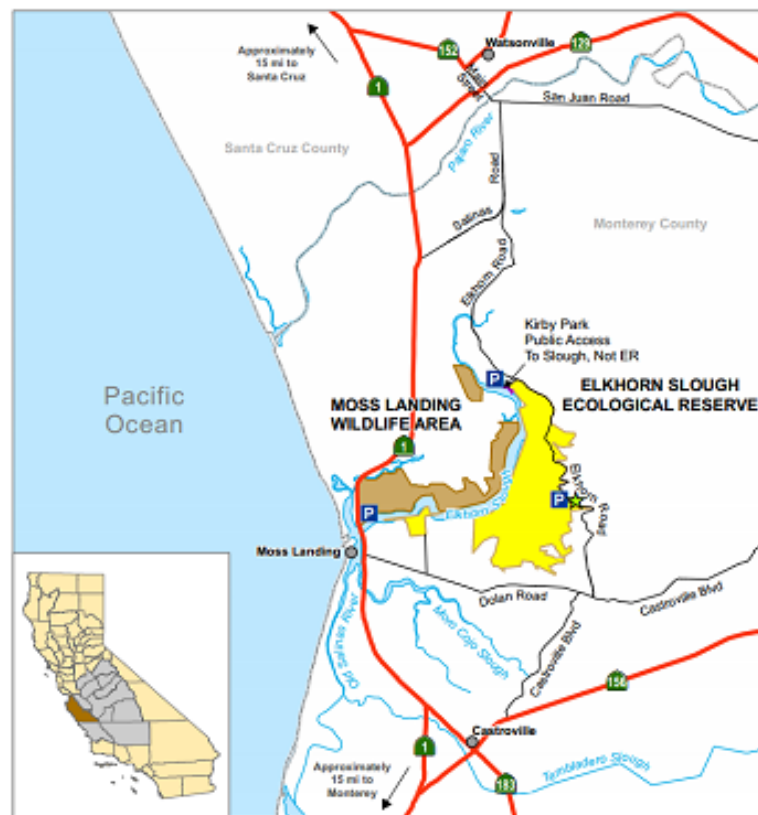 Approximately
15 mi to
Santa Cruz
152
Watsonville
129
Main
Street
1
San Juan Road
Santa Cruz County
Pajaro River
Road
Salinas
Monterey County
Elkhorn Road
Kirby Park
Public Access
To Slough, Not ER
P
Pacific
Ocean
MOSS LANDING
WILDLIFE AREA
ELKHORN SLOUGH
ECOLOGICAL RESERVE
1
Elkhorn Slough
P
P
Elkhorn Road
Moss Landing
Dolan Road
Castroville Blvd
Old Salinas River
Moro Cojo Slough
Castroville Blvd
156
Castroville
1
Approximately
15 mi to
Monterey
183
Tembladero Slough